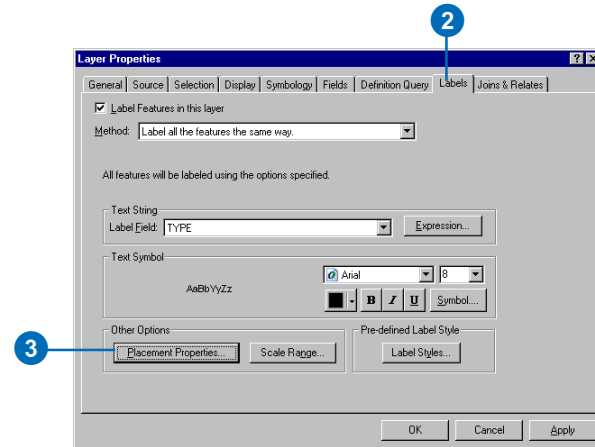 2
Layer Properties
General Source Selection Display Symbology Fields Definition Query Labels Joins & Relates
Label Features in this layer
Method: Label all the features the same way.
All features will be labeled using the options specified.
Text String
Label Field: TYPE Expression...
Text Symbol
AaBbYyZz
Arial 8
B I U Symbol...
Other Options Pre-defined Label Style
3
Placement Properties... Scale Range... Label Styles...
OK Cancel Apply